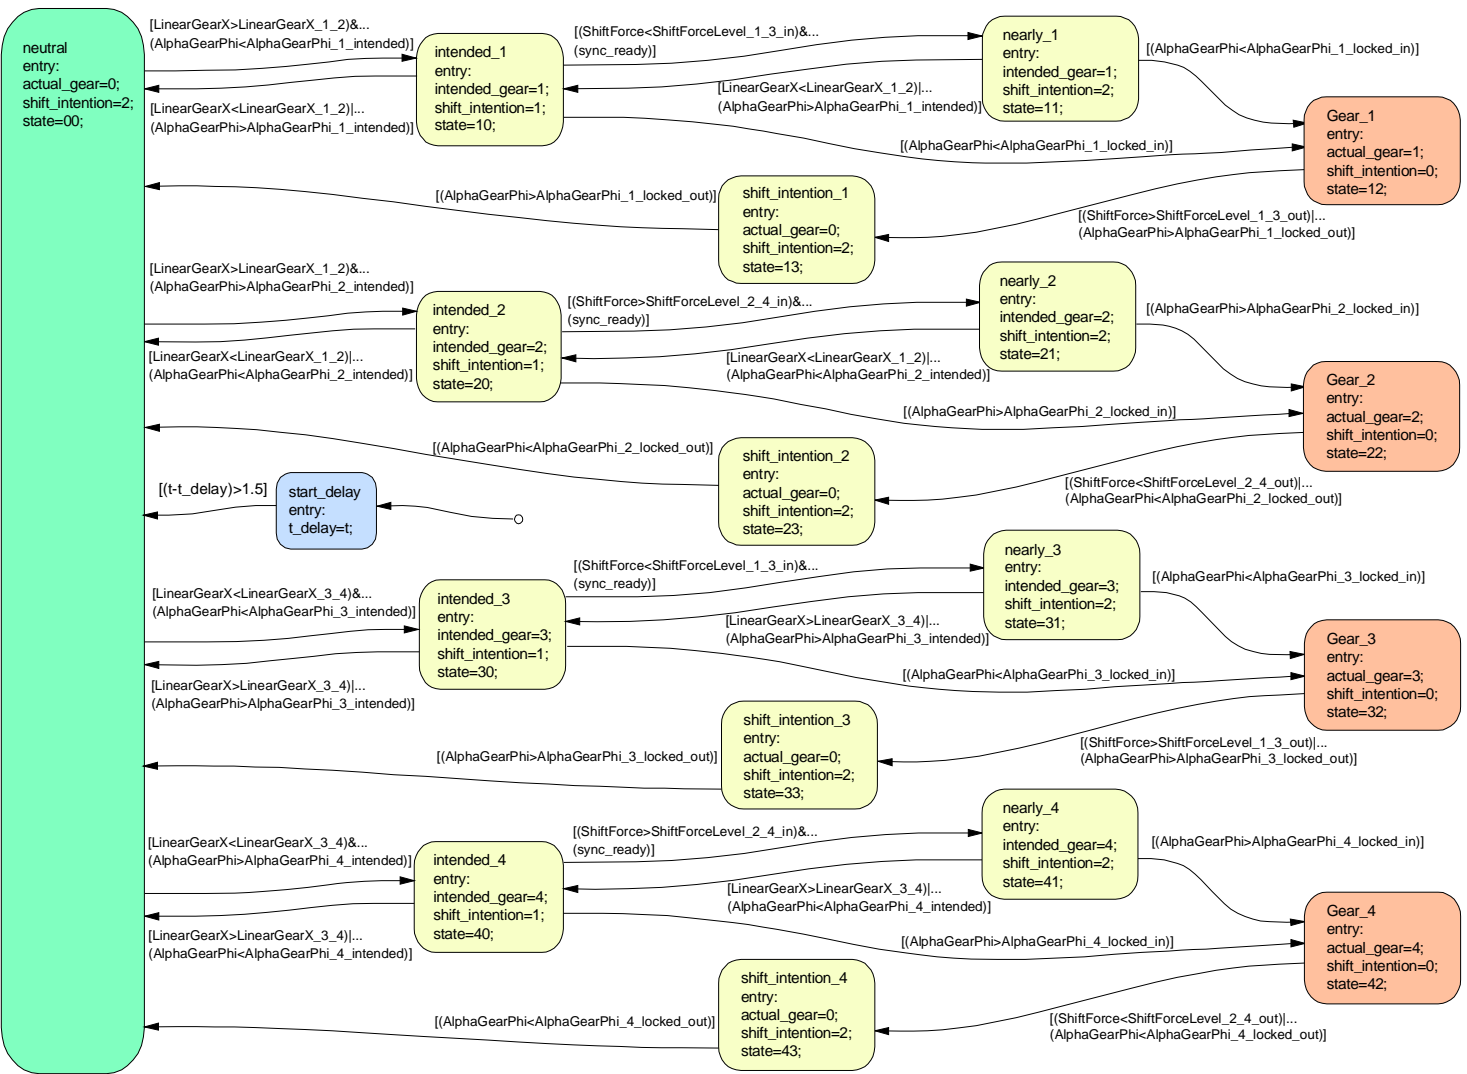 neutral
entry:
actual_gear=0;
shift_intention=2;
state=00;
[LinearGearX>LinearGearX_1_2)&...
(AlphaGearPhi<AlphaGearPhi_1_intended)]
[LinearGearX<LinearGearX_1_2)|...
(AlphaGearPhi>AlphaGearPhi_1_intended)]
intended_1
entry:
intended_gear=1;
shift_intention=1;
state=10;
[(ShiftForce<ShiftForceLevel_1_3_in)&...
(sync_ready)]
[LinearGearX<LinearGearX_1_2)|...
(AlphaGearPhi>AlphaGearPhi_1_intended)]
nearly_1
entry:
intended_gear=1;
shift_intention=2;
state=11;
[(AlphaGearPhi<AlphaGearPhi_1_locked_in)]
[(AlphaGearPhi<AlphaGearPhi_1_locked_in)]
Gear_1
entry:
actual_gear=1;
shift_intention=0;
state=12;
[(AlphaGearPhi>AlphaGearPhi_1_locked_out)]
shift_intention_1
entry:
actual_gear=0;
shift_intention=2;
state=13;
[(ShiftForce>ShiftForceLevel_1_3_out)|...
(AlphaGearPhi>AlphaGearPhi_1_locked_out)]
[LinearGearX>LinearGearX_1_2)&...
(AlphaGearPhi>AlphaGearPhi_2_intended)]
[LinearGearX<LinearGearX_1_2)|...
(AlphaGearPhi<AlphaGearPhi_2_intended)]
intended_2
entry:
intended_gear=2;
shift_intention=1;
state=20;
[(ShiftForce>ShiftForceLevel_2_4_in)&...
(sync_ready)]
[LinearGearX<LinearGearX_1_2)|...
(AlphaGearPhi<AlphaGearPhi_2_intended)]
nearly_2
entry:
intended_gear=2;
shift_intention=2;
state=21;
[(AlphaGearPhi>AlphaGearPhi_2_locked_in)]
[(AlphaGearPhi>AlphaGearPhi_2_locked_in)]
Gear_2
entry:
actual_gear=2;
shift_intention=0;
state=22;
[(AlphaGearPhi<AlphaGearPhi_2_locked_out)]
shift_intention_2
entry:
actual_gear=0;
shift_intention=2;
state=23;
[(ShiftForce<ShiftForceLevel_2_4_out)|...
(AlphaGearPhi<AlphaGearPhi_2_locked_out)]
[(t-t_delay)>1.5]
start_delay
entry:
t_delay=t;
[LinearGearX<LinearGearX_3_4)&...
(AlphaGearPhi<AlphaGearPhi_3_intended)]
[LinearGearX>LinearGearX_3_4)|...
(AlphaGearPhi>AlphaGearPhi_3_intended)]
intended_3
entry:
intended_gear=3;
shift_intention=1;
state=30;
[(ShiftForce<ShiftForceLevel_1_3_in)&...
(sync_ready)]
[LinearGearX>LinearGearX_3_4)|...
(AlphaGearPhi>AlphaGearPhi_3_intended)]
nearly_3
entry:
intended_gear=3;
shift_intention=2;
state=31;
[(AlphaGearPhi<AlphaGearPhi_3_locked_in)]
[(AlphaGearPhi<AlphaGearPhi_3_locked_in)]
Gear_3
entry:
actual_gear=3;
shift_intention=0;
state=32;
[(AlphaGearPhi>AlphaGearPhi_3_locked_out)]
shift_intention_3
entry:
actual_gear=0;
shift_intention=2;
state=33;
[(ShiftForce>ShiftForceLevel_1_3_out)|...
(AlphaGearPhi>AlphaGearPhi_3_locked_out)]
[LinearGearX<LinearGearX_3_4)&...
(AlphaGearPhi>AlphaGearPhi_4_intended)]
[LinearGearX>LinearGearX_3_4)|...
(AlphaGearPhi<AlphaGearPhi_4_intended)]
intended_4
entry:
intended_gear=4;
shift_intention=1;
state=40;
[(ShiftForce>ShiftForceLevel_2_4_in)&...
(sync_ready)]
[LinearGearX>LinearGearX_3_4)|...
(AlphaGearPhi<AlphaGearPhi_4_intended)]
nearly_4
entry:
intended_gear=4;
shift_intention=2;
state=41;
[(AlphaGearPhi>AlphaGearPhi_4_locked_in)]
[(AlphaGearPhi>AlphaGearPhi_4_locked_in)]
Gear_4
entry:
actual_gear=4;
shift_intention=0;
state=42;
[(AlphaGearPhi<AlphaGearPhi_4_locked_out)]
shift_intention_4
entry:
actual_gear=0;
shift_intention=2;
state=43;
[(ShiftForce<ShiftForceLevel_2_4_out)|...
(AlphaGearPhi<AlphaGearPhi_4_locked_out)]